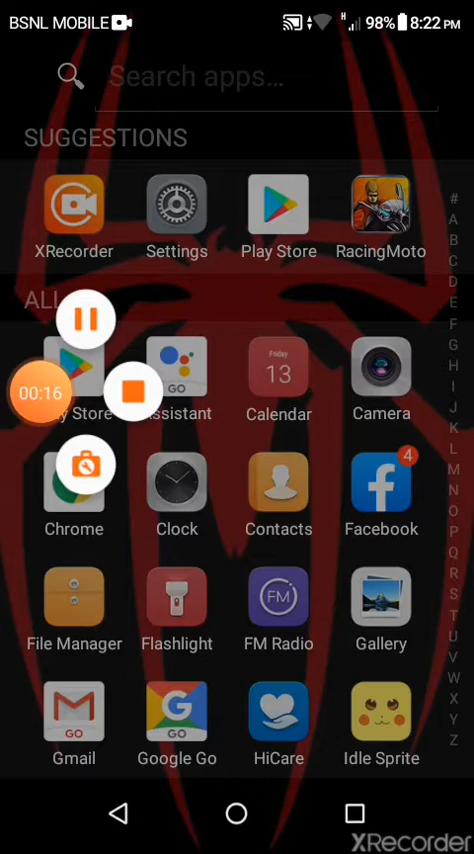 BSNL MOBILE H 98% 8:22 PM
Search apps...
SUGGESTIONS
XRecorder Settings Play Store RacingMoto
ALL
Friday
13
GO
00:16
Play Store Assistant Calendar Camera
4
Chrome Clock Contacts Facebook
FM
File Manager Flashlight FM Radio Gallery
GO GO
Gmail Google Go HiCare Idle Sprite
#
A
B
C
D
E
F
G
H
I
J
K
L
M
N
O
P
Q
R
S
T
U
V
W
X
Y
Z
XRECORDER